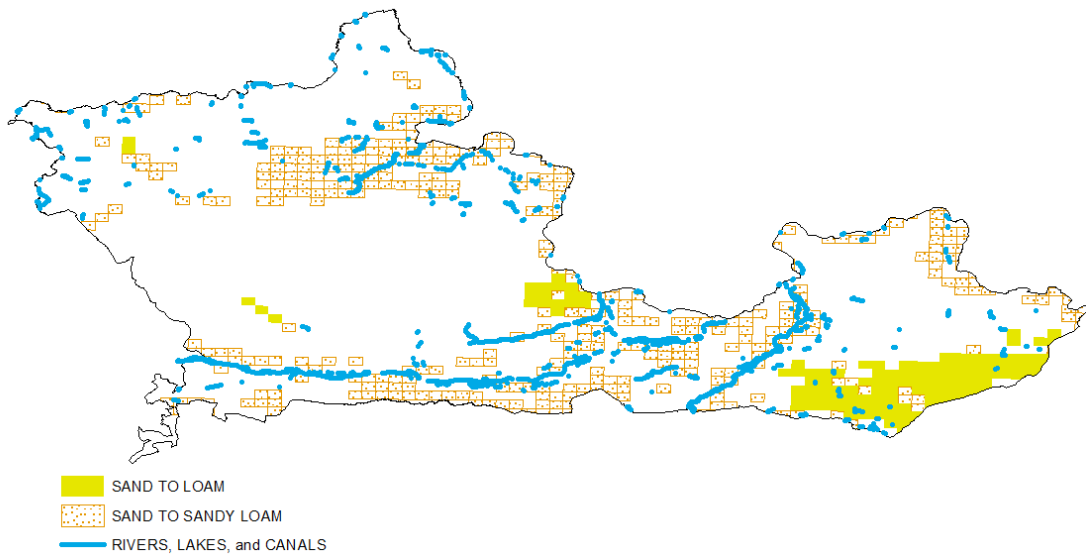 SAND TO LOAM
SAND TO SANDY LOAM
RIVERS, LAKES, and CANALS